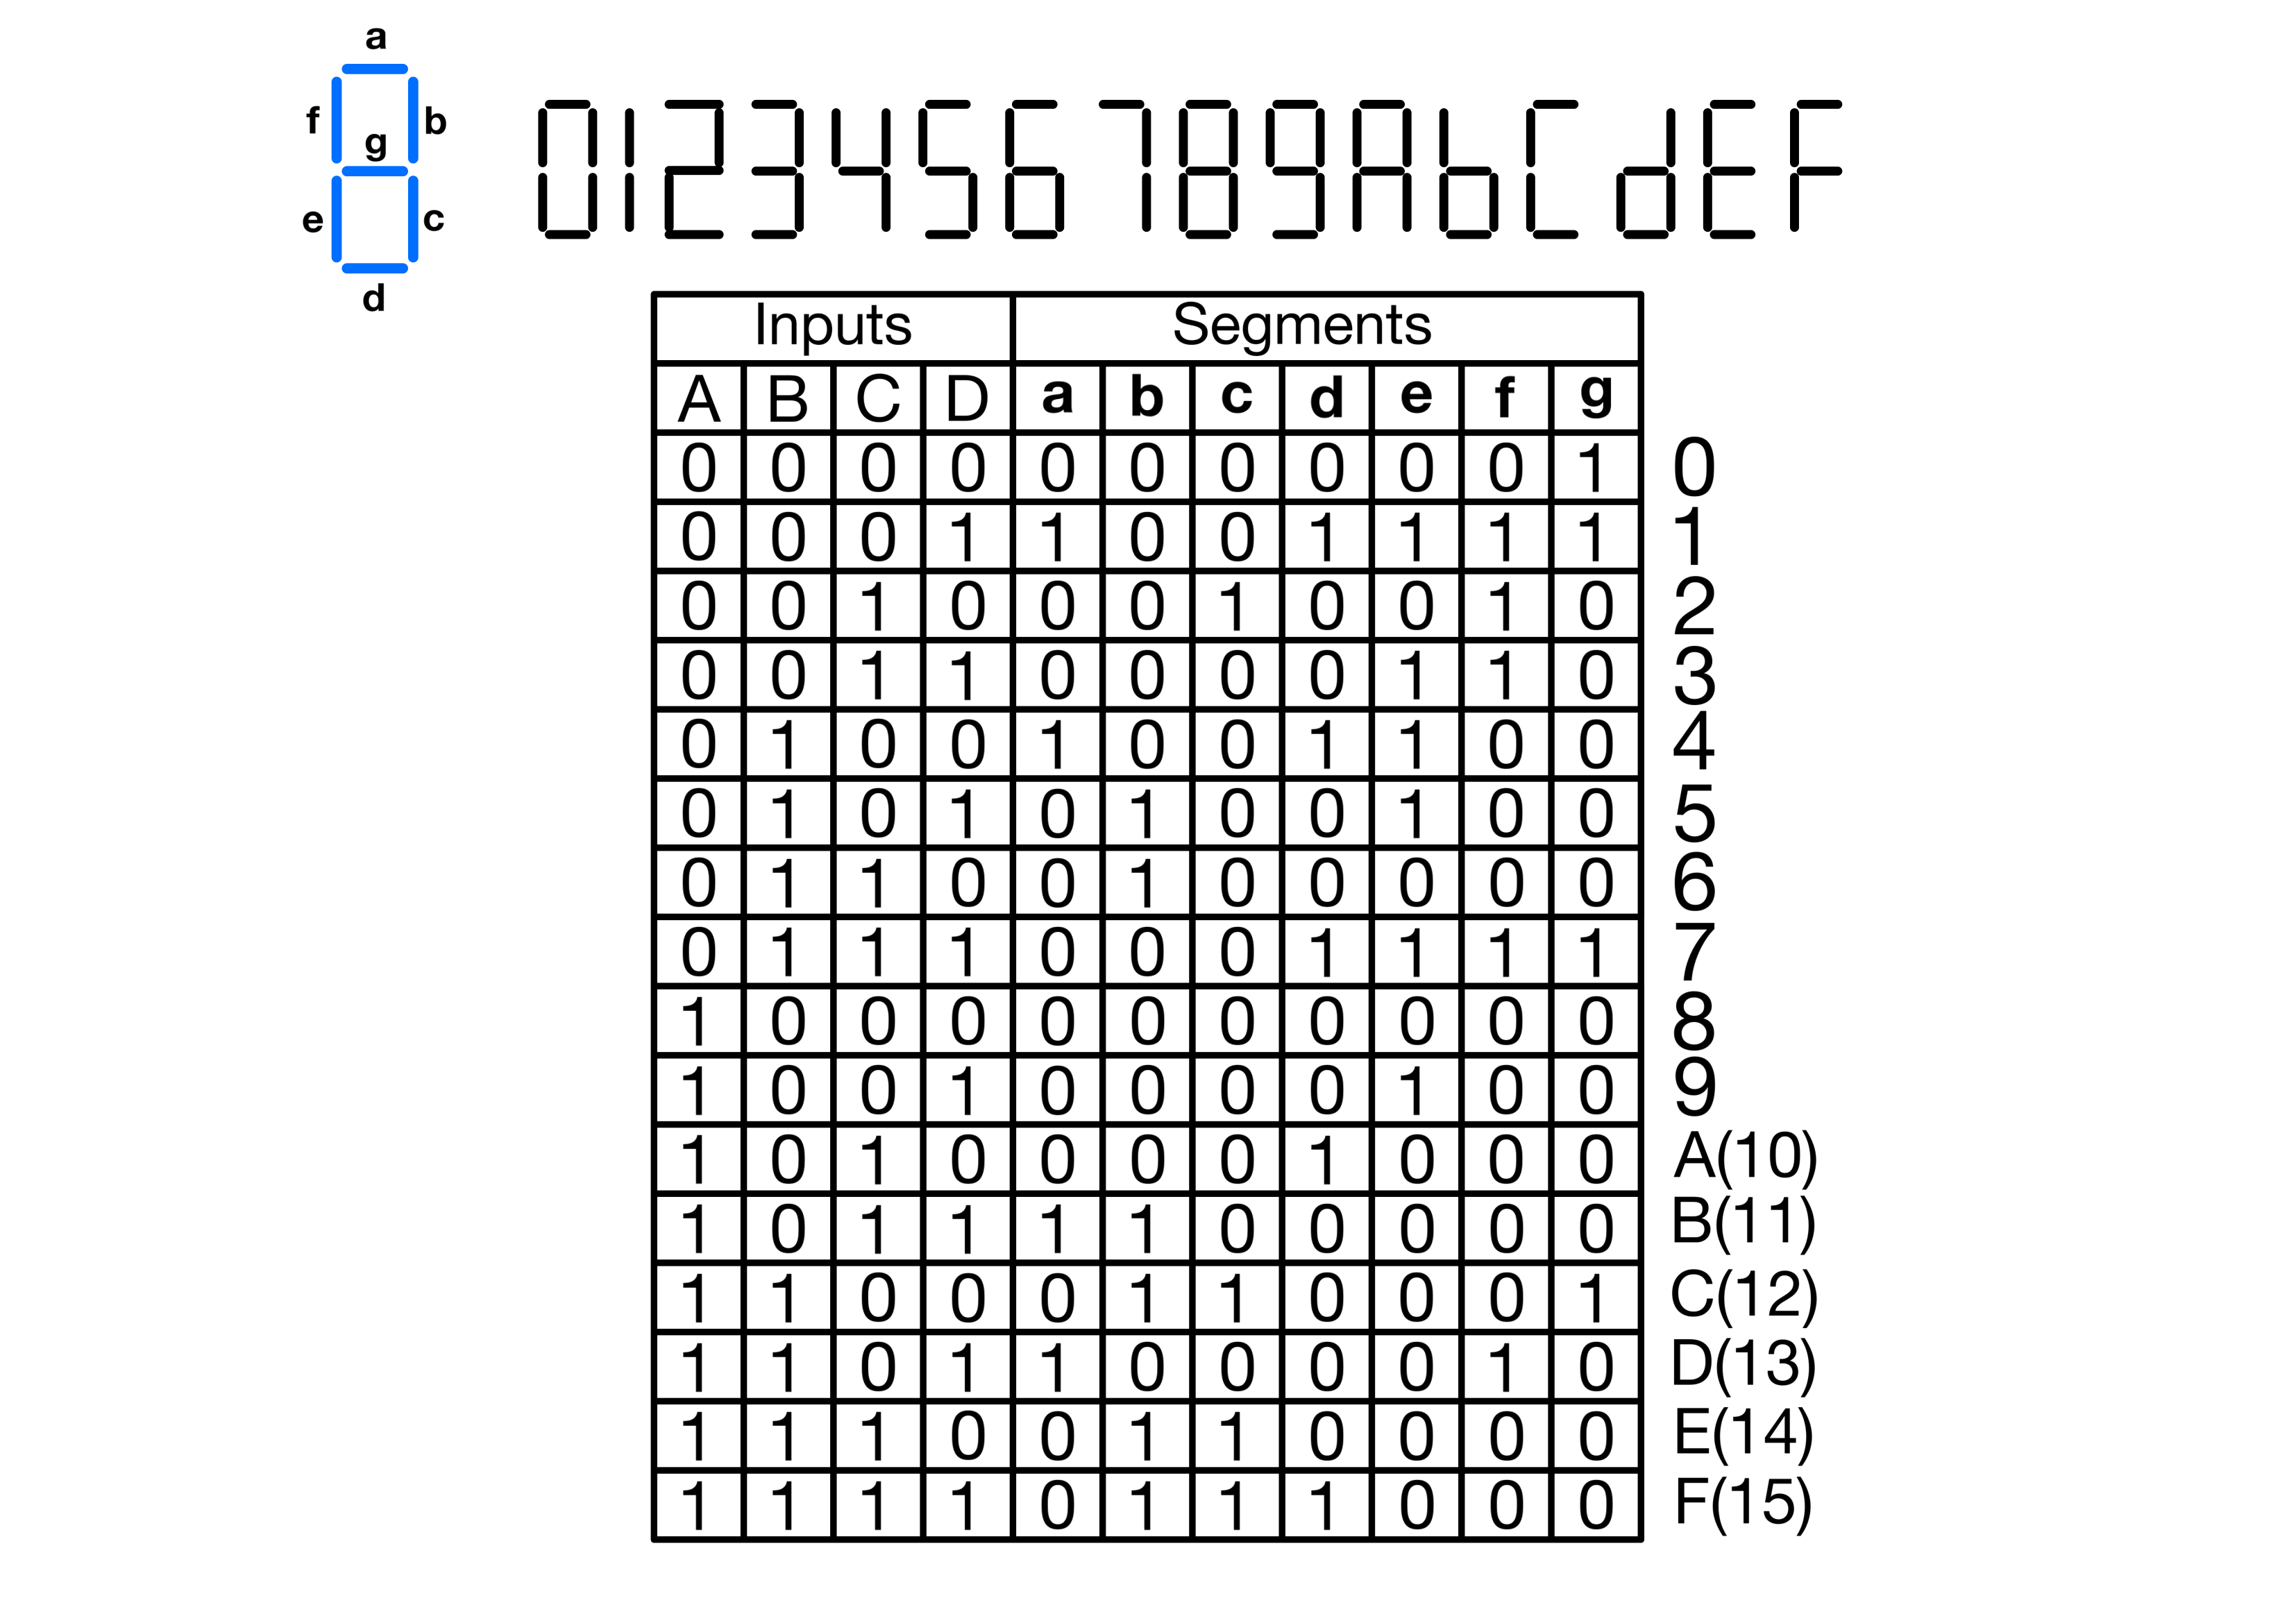 a
f
b
g
e
c
d
0123456789AbCdEF
Inputs Segments
A B C D a b c d e f g
0 0 0 0 0 0 0 0 0 0 1 0
0 0 0 1 1 0 0 1 1 1 1 1
0 0 1 0 0 0 1 0 0 1 0 2
0 0 1 1 0 0 0 0 1 1 0 3
0 1 0 0 1 0 0 1 1 0 0 4
0 1 0 1 0 1 0 0 1 0 0 5
0 1 1 0 0 1 0 0 0 0 0 6
0 1 1 1 0 0 0 1 1 1 1 7
1 0 0 0 0 0 0 0 0 0 0 8
1 0 0 1 0 0 0 0 1 0 0 9
1 0 1 0 0 0 0 1 0 0 0 A(10)
1 0 1 1 1 1 0 0 0 0 0 B(11)
1 1 0 0 0 1 1 0 0 0 1 C(12)
1 1 0 1 1 0 0 0 0 1 0 D(13)
1 1 1 0 0 1 1 0 0 0 0 E(14)
1 1 1 1 0 1 1 1 0 0 0 F(15)